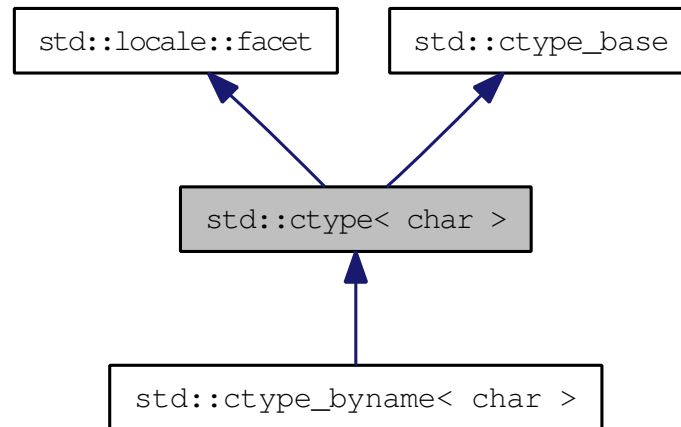 std::locale::facet
std::ctype_base
std::ctype< char >
std::ctype_byname< char >